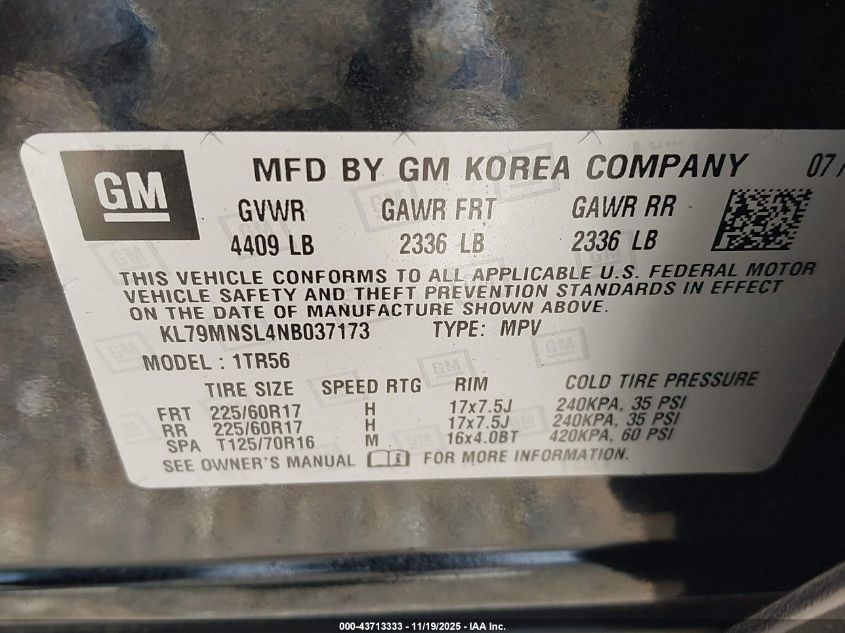 GM
MFD BY GM KOREA COMPANY 07/
GVWR GAWR FRT GAWR RR
4409 LB 2336 LB 2336 LB
THIS VEHICLE CONFORMS TO ALL APPLICABLE U.S. FEDERAL MOTOR
VEHICLE SAFETY AND THEFT PREVENTION STANDARDS IN EFFECT
ON THE DATE OF MANUFACTURE SHOWN ABOVE.
KL79MNSL4NB037173 TYPE: MPV
MODEL : 1TR56
TIRE SIZE SPEED RTG RIM COLD TIRE PRESSURE
FRT 225/60R17 H 17x7.5J 240KPA, 35 PSI
RR 225/60R17 H 17x7.5J 240KPA, 35 PSI
SPA T125/70R16 M 16x4.0BT 420KPA, 60 PSI
SEE OWNER'S MANUAL FOR MORE INFORMATION.
000-43713333 - 11/19/2025 - IAA Inc.